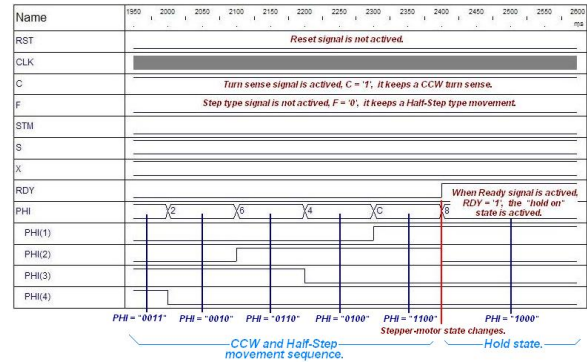 Name
1950 2000 2050 2100 2150 2200 2250 2300 2350 2400 2450 2500 2550 2600
ms
RST
Reset signal is not actived.
CLK
C
Turn sense signal is actived, C = '1', it keeps a CCW turn sense.
F
Step type signal is not actived, F = '0', it keeps a Half-Step type movement.
STM
S
X
RDY
When Ready signal is actived,
RDY = '1', the "hold on"
state is actived.
PHI
2 6 4 C 8
PHI(1)
PHI(2)
PHI(3)
PHI(4)
PHI = "0011" PHI = "0010" PHI = "0110" PHI = "0100" PHI = "1100" PHI = "1000"
Stepper-motor state changes.
CCW and Half-Step
movement sequence.
Hold state.